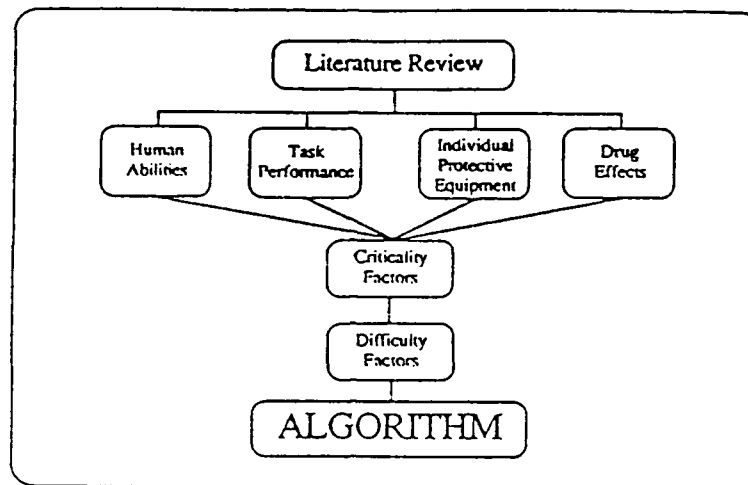 Literature Review
Human
Abilities
Task
Performance
Individual
Protective
Equipment
Drug
Effects
Criticality
Factors
Difficulty
Factors
ALGORITHM